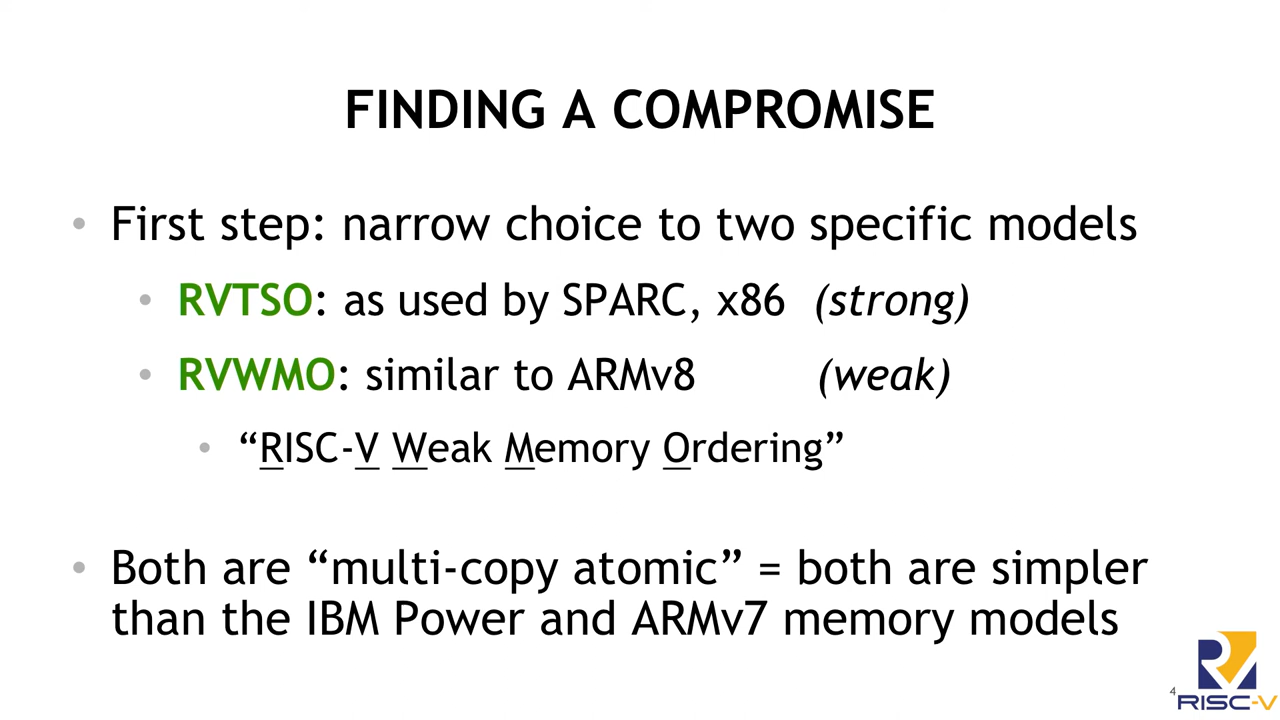 FINDING A COMPROMISE
• First step: narrow choice to two specific models
• RVTSO: as used by SPARC, x86 (strong)
• RVWMO: similar to ARMv8 (weak)
• “RISC-V Weak Memory Ordering”
• Both are “multi-copy atomic” = both are simpler
than the IBM Power and ARMv7 memory models
4
RISC-V